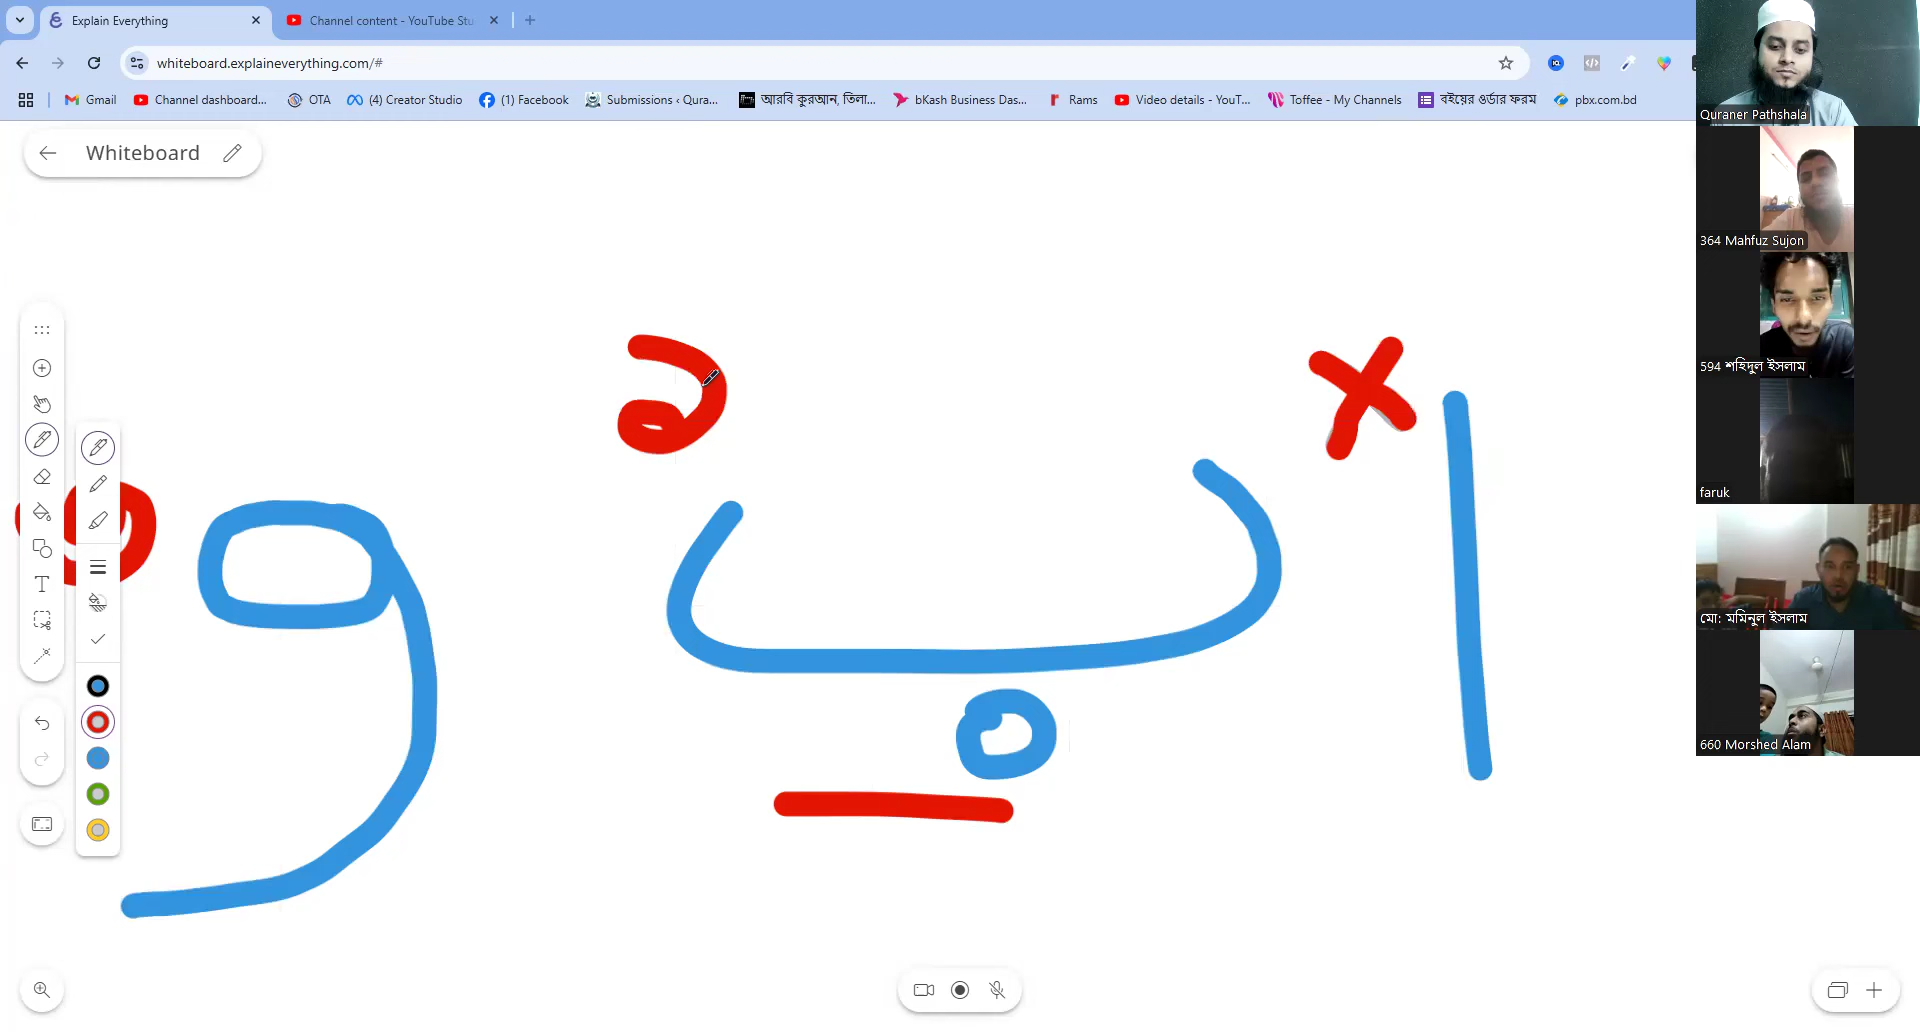 Explain Everything
Channel content - YouTube Stu
whiteboard.explaineverything.com/#
Gmail
Channel dashboard...
OTA
(4) Creator Studio
(1) Facebook
Submissions ‹ Qura...
আরবি কুরআন, তিলা...
bKash Business Das...
Rams
Video details - YouT...
Toffee - My Channels
বইয়ের অর্ডার ফরম
pbx.com.bd
Whiteboard
ا ب و
× ১
Quraner Pathshala
364 Mahfuz Sujon
594 শহিদুল ইসলাম
faruk
মো: মমিনুল ইসলাম
660 Morshed Alam